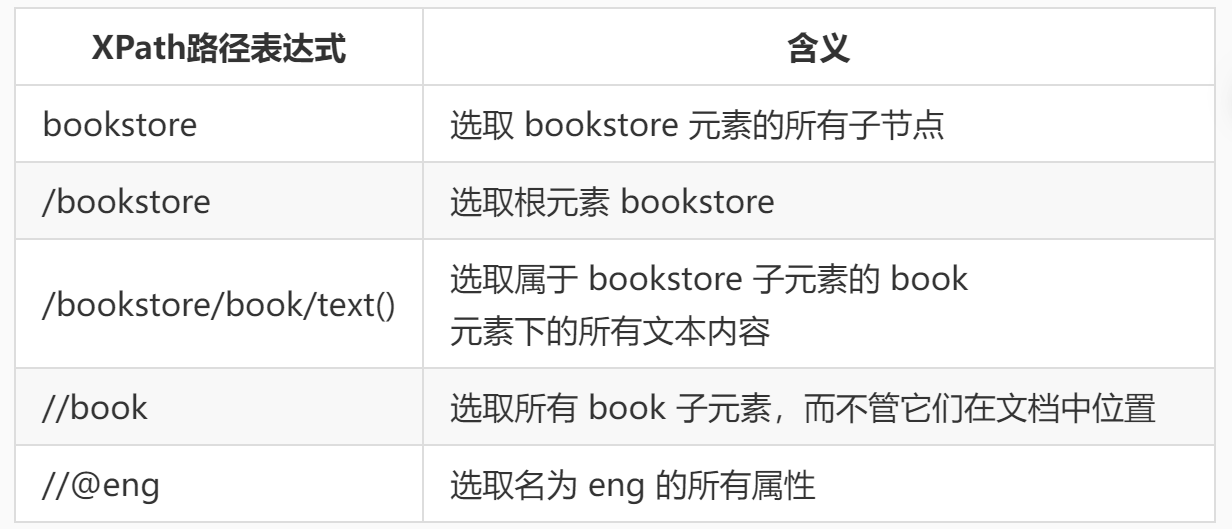 XPath路径表达式 含义
bookstore 选取 bookstore 元素的所有子节点
/bookstore 选取根元素 bookstore
/bookstore/book/text() 选取属于 bookstore 子元素的 book
元素下的所有文本内容
//book 选取所有 book 子元素，而不管它们在文档中位置
//@eng 选取名为 eng 的所有属性